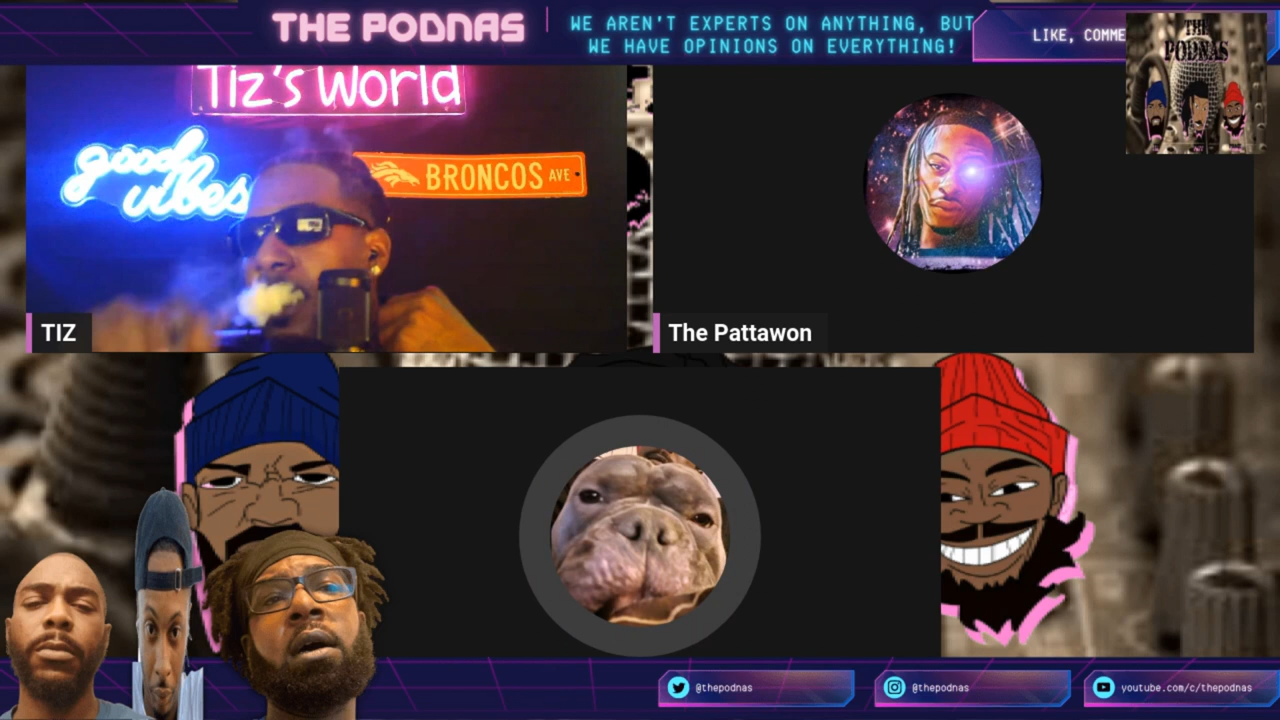 THE PODNAS
WE AREN'T EXPERTS ON ANYTHING, BUT
WE HAVE OPINIONS ON EVERYTHING!
LIKE, COMME
THE
PODNAS
Tiz's World
good
vibes
BRONCOS AVE
TIZ
The Pattawon
@thepodnas
@thepodnas
youtube.com/c/thepodnas